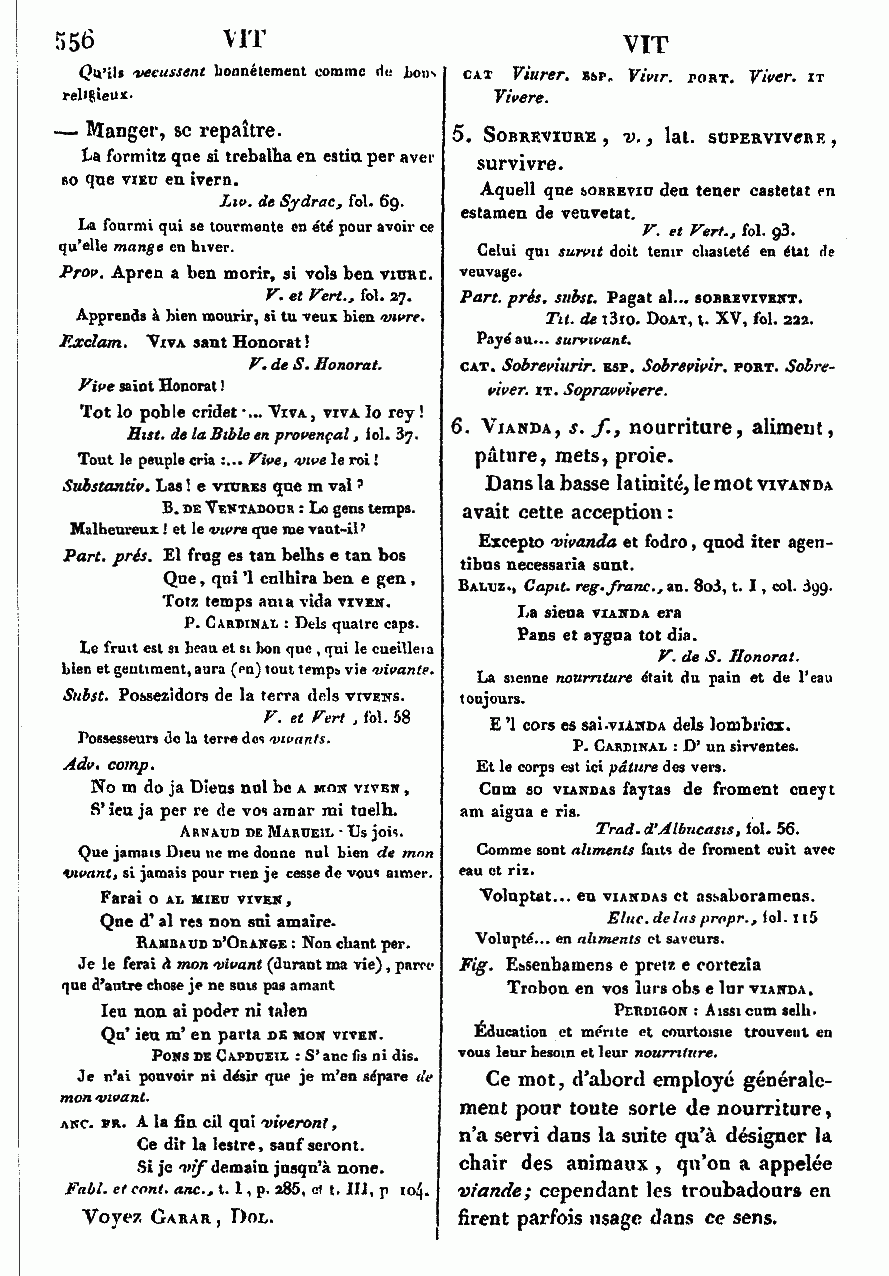 556 VIT
VIT
Qu'ils vecussent honnétement comme de bons
religieux.
— Manger, se repaître.
La formitz que si trebalha en estiu per aver
so que VIEU en ivern.
Liv. de Sydrac, fol. 69.
La fourmi qui se tourmente en été pour avoir ce
qu'elle mange en hiver.
Prov. Apren a ben morir, si vols ben VIURE.
V. et Vert., fol. 27.
Apprends à bien mourir, si tu veux bien vivre.
Exclam. VIVA sant Honorat!
V. de S. Honorat.
Vive saint Honorat!
Tot lo poble cridet:... VIVA, VIVA lo rey!
Hist. de la Bible en provençal, fol. 37.
Tout le peuple cria:... Vive, vive le roi!
Substantiv. Las! e VIURES que m val?
B. DE VENTADOUR: Lo gens temps.
Malheureux! et le vivre que me vaut-il?
Part. prés. El frug es tan belhs e tan bos
Que, qui 'l culhira ben e gen,
Totz temps aura vida VIVEN.
P. CARDINAL: Dels quatre caps.
Le fruit est si beau et si bon que, qui le cueillera
bien et gentiment, aura (en) tout temps vie vivante.
Subst. Possezidors de la terra dels VIVENS.
V. et Vert, fol. 58
Possesseurs de la terre des vivants.
Adv. comp.
No m do ja Dieus nul be A MON VIVEN,
S' ieu ja per re de vos amar mi tuelh.
ARNAUD DE MARUEIL · Us jois.
Que jamais Dieu ne me donne nul bien de mon
vivant, si jamais pour rien je cesse de vous aimer.
Farai o AL MIEU VIVEN,
Que d' al res non sui amaire.
RAMBAUD D'ORANGE: Non chant per.
Je le ferai à mon vivant (durant ma vie), parce
que d'autre chose je ne suis pas amant
Ieu non ai poder ni talen
Qu' ieu m' en parta DE MON VIVEN.
PONS DE CAPDUEIL: S' anc fis ni dis.
Je n'ai pouvoir ni désir que je m'en sépare de
mon vivant.
ANC. FR. A la fin cil qui viveront,
Ce dit la lestre, sauf seront.
Si je vif demain jusqu'à none.
Fabl. et cont. anc., t. I, p. 285, et t. III, p 104.
Voyez GARAR, DOL.
CAT Viurer. ESP. Vivir. PORT. Viver. IT
Vivere.
5. SOBREVIURE, v., lat. SUPERVIVERE,
survivre.
Aquell que SOBREVIU deu tener castetat en
estamen de veuvetat.
V. et Vert., fol. 93.
Celui qui survit doit tenir chasteté en état de
veuvage.
Part. prés. subst. Pagat al... SOBREVIVENT.
Tit. de 1310. DOAT, t. XV, fol. 222.
Payé au... survivant.
CAT. Sobreviurir. ESP. Sobrevivir. PORT. Sobre-
viver. IT. Sopravvivere.
6. VIANDA, s. f., nourriture, aliment,
pâture, mets, proie.
Dans la basse latinité, le mot VIVANDA
avait cette acception:
Excepto vivanda et fodro, quod iter agen-
tibus necessaria sunt.
BALUZ., Capit. reg. franc., an. 803, t. I, col. 399.
La siena VIANDA era
Pans et aygua tot dia.
V. de S. Honorat.
La sienne nourriture était du pain et de l'eau
toujours.
E 'l cors es sai VIANDA dels lombricx.
P. CARDINAL: D' un sirventes.
Et le corps est ici pâture des vers.
Cum so VIANDAS faytas de froment cueyt
am aigua e ris.
Trad. d'Albucasis, fol. 56.
Comme sont aliments faits de froment cuit avec
eau et riz.
Voluptat... en VIANDAS et assaboramens.
Eluc. de las propr., fol. 115
Volupté... en aliments et saveurs.
Fig. Essenhamens e pretz e cortezia
Trobon en vos lurs obs e lur VIANDA.
PERDIGON: Aissi cum selh.
Éducation et mérite et courtoisie trouvent en
vous leur besoin et leur nourriture.
Ce mot, d'abord employé générale-
ment pour toute sorte de nourriture,
n'a servi dans la suite qu'à désigner la
chair des animaux, qu'on a appelée
viande; cependant les troubadours en
firent parfois usage dans ce sens.